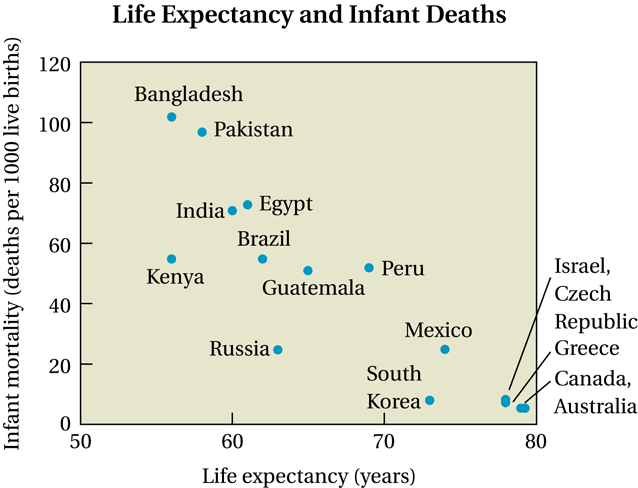 Life Expectancy and Infant Deaths
Infant mortality (deaths per 1000 live births)
120
100
80
60
40
20
0
Bangladesh
Pakistan
India
Egypt
Brazil
Kenya
Guatemala
Peru
Russia
Mexico
South
Korea
Israel,
Czech
Republic
Greece
Canada,
Australia
50
60
70
80
Life expectancy (years)